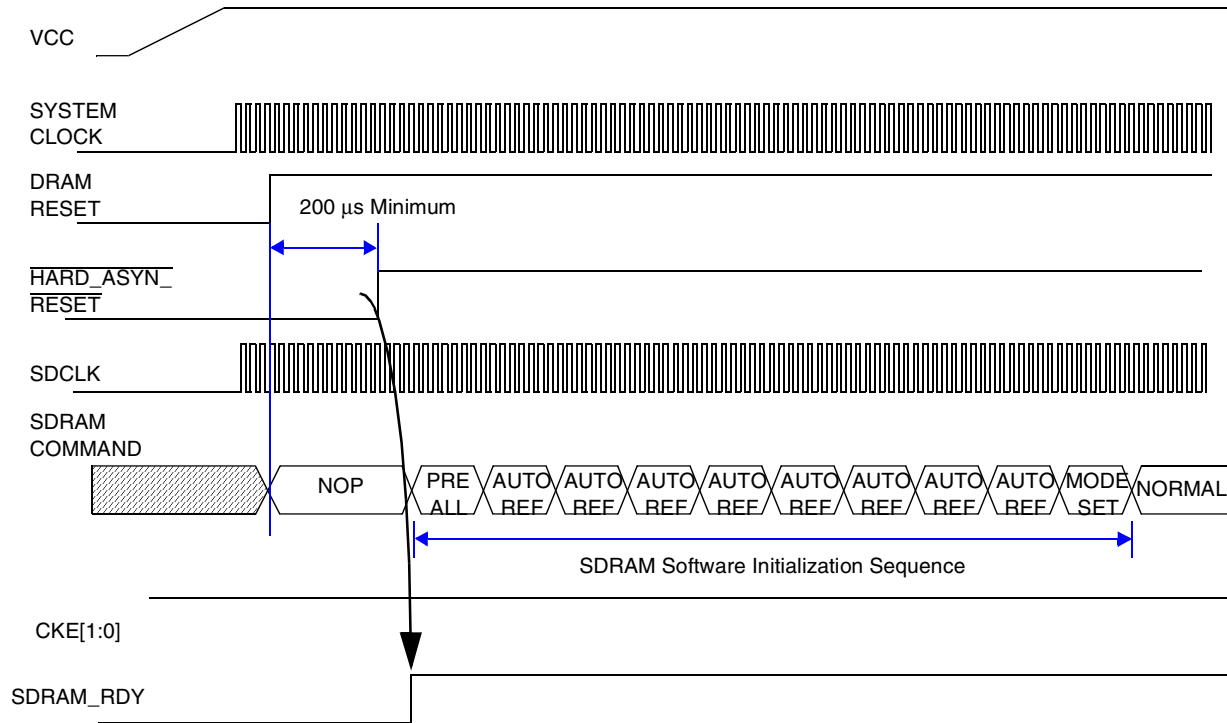 VCC
SYSTEM
CLOCK
DRAM
RESET
200 µs Minimum
HARD_ASYN_
RESET
SDCLK
SDRAM
COMMAND
NOP
PRE
ALL
AUTO
REF
AUTO
REF
AUTO
REF
AUTO
REF
AUTO
REF
AUTO
REF
AUTO
REF
AUTO
REF
MODE
SET
NORMAL
SDRAM Software Initialization Sequence
CKE[1:0]
SDRAM_RDY